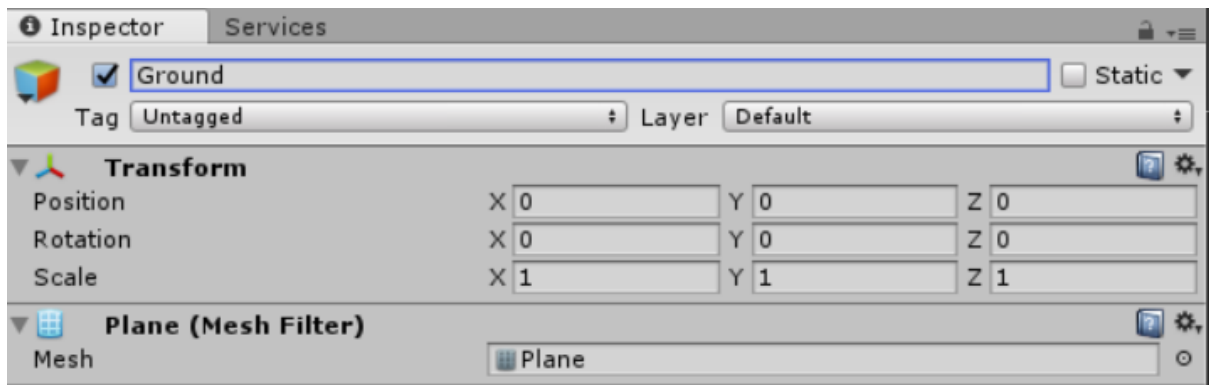 Inspector Services
Ground Static
Tag Untagged Layer Default
Transform
Position X 0 Y 0 Z 0
Rotation X 0 Y 0 Z 0
Scale X 1 Y 1 Z 1
Plane (Mesh Filter)
Mesh Plane